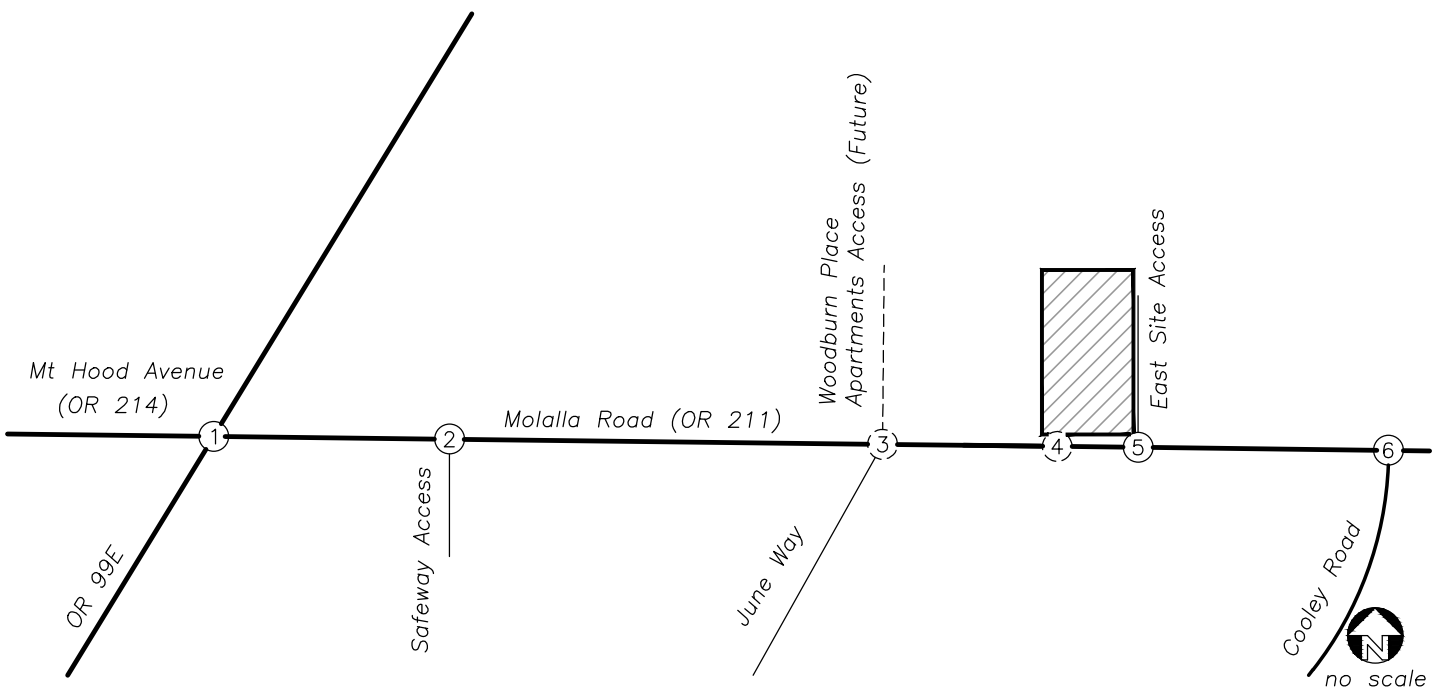 Woodburn Place
Apartments Access (Future)
East Site Access
Mt Hood Avenue
(OR 214)
Molalla Road (OR 211)
1
2
3
4
5
6
OR 99E
Safeway Access
June Way
Cooley Road
N
no scale